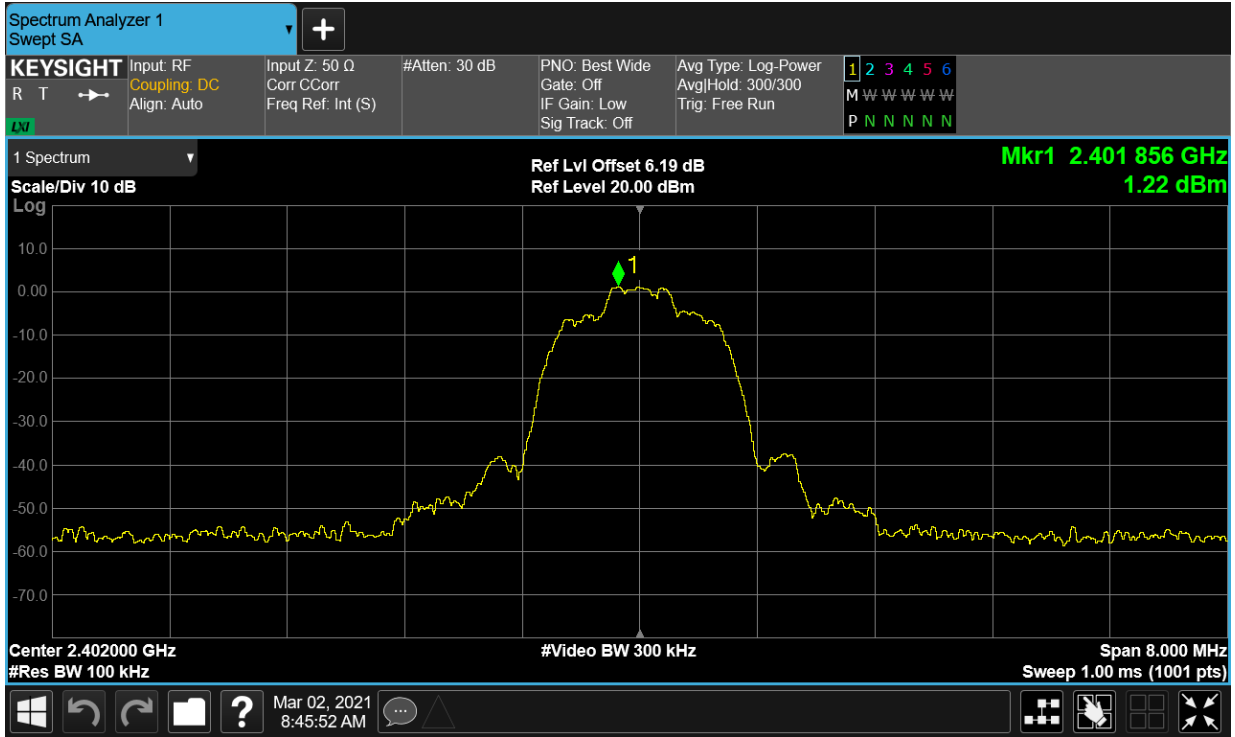 Spectrum Analyzer 1
Swept SA
KEYSIGHT
R T
LXI
Input: RF
Coupling: DC
Align: Auto
Input Z: 50 Ω
Corr CCorr
Freq Ref: Int (S)
#Atten: 30 dB
PNO: Best Wide
Gate: Off
IF Gain: Low
Sig Track: Off
Avg Type: Log-Power
Avg|Hold: 300/300
Trig: Free Run
1 2 3 4 5 6
M W W W W W
P N N N N N
1 Spectrum
Scale/Div 10 dB
Ref Lvl Offset 6.19 dB
Ref Level 20.00 dBm
Mkr1 2.401 856 GHz
1.22 dBm
Log
10.0
0.00
-10.0
-20.0
-30.0
-40.0
-50.0
-60.0
-70.0
1
Center 2.402000 GHz
#Res BW 100 kHz
#Video BW 300 kHz
Span 8.000 MHz
Sweep 1.00 ms (1001 pts)
Mar 02, 2021
8:45:52 AM